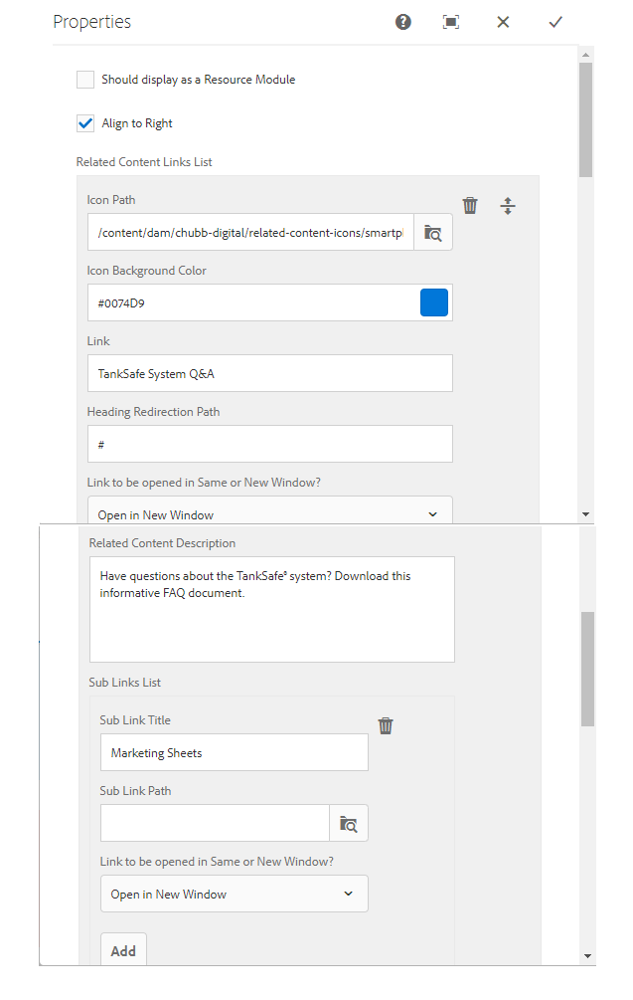 Properties
Should display as a Resource Module
Align to Right
Related Content Links List
Icon Path
/content/dam/chubb-digital/related-content-icons/smartp
Icon Background Color
#0074D9
Link
TankSafe System Q&A
Heading Redirection Path
#
Link to be opened in Same or New Window?
Open in New Window
Related Content Description
Have questions about the TankSafe® system? Download this
informative FAQ document.
Sub Links List
Sub Link Title
Marketing Sheets
Sub Link Path
Link to be opened in Same or New Window?
Open in New Window
Add